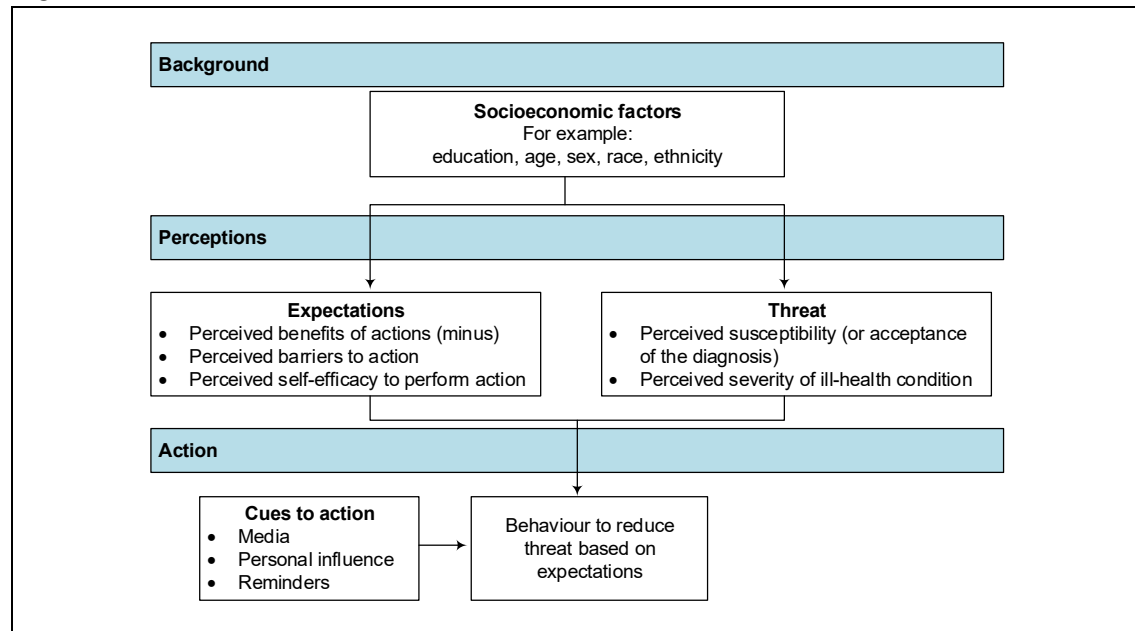 Background
Socioeconomic factors
For example:
education, age, sex, race, ethnicity
Perceptions
Expectations
• Perceived benefits of actions (minus)
• Perceived barriers to action
• Perceived self-efficacy to perform action
Threat
• Perceived susceptibility (or acceptance
of the diagnosis)
• Perceived severity of ill-health condition
Action
Cues to action
• Media
• Personal influence
• Reminders
Behaviour to reduce
threat based on
expectations